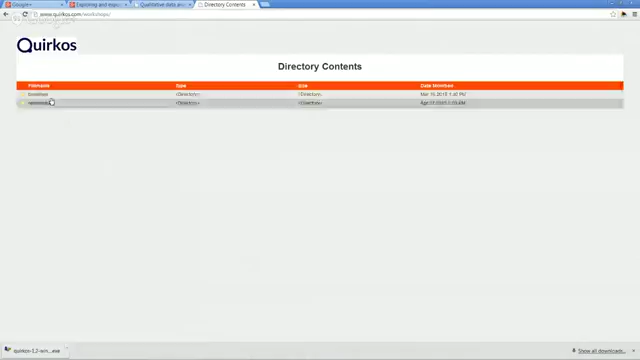 Google+
Exploring and expo
Qualitative data ana
Directory Contents
www.quirkos.com/workshops/
Quirkos
Directory Contents
Filename Type Size Date Modified
<Directory> <Directory>
<Directory> <Directory>
quirkos-1.2-win....exe
Show all downloads...